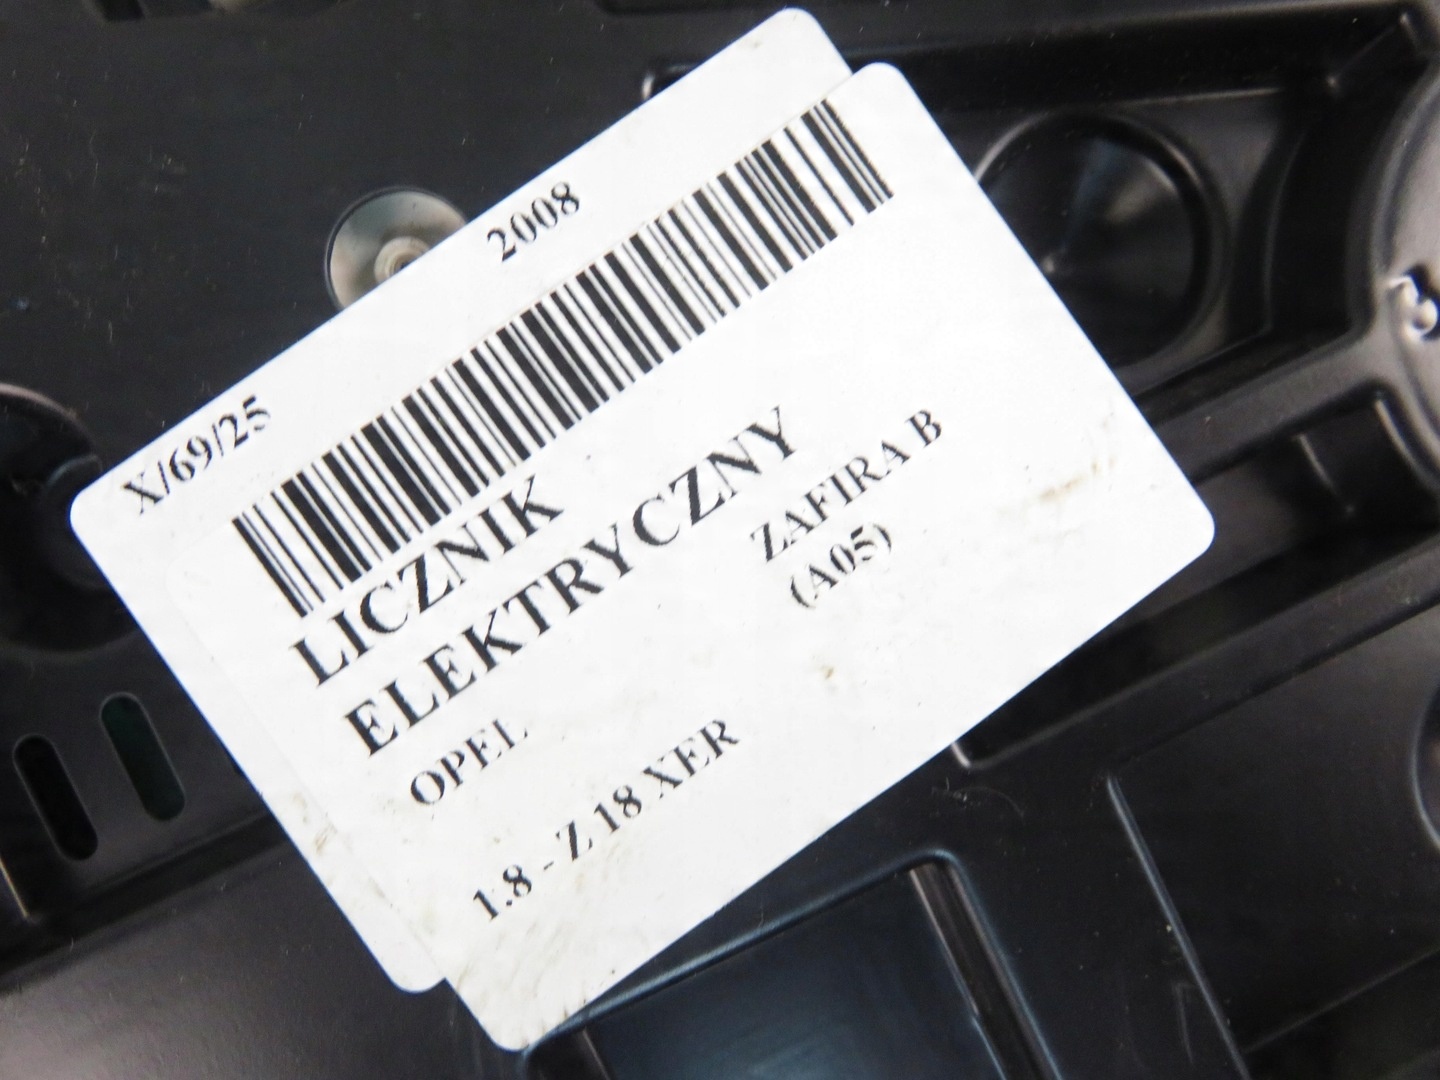 X/69/25 2008
LICZNIK
ELEKTRYCZNY
OPEL ZAFIRA B
(A05)
1.8 - Z 18 XER